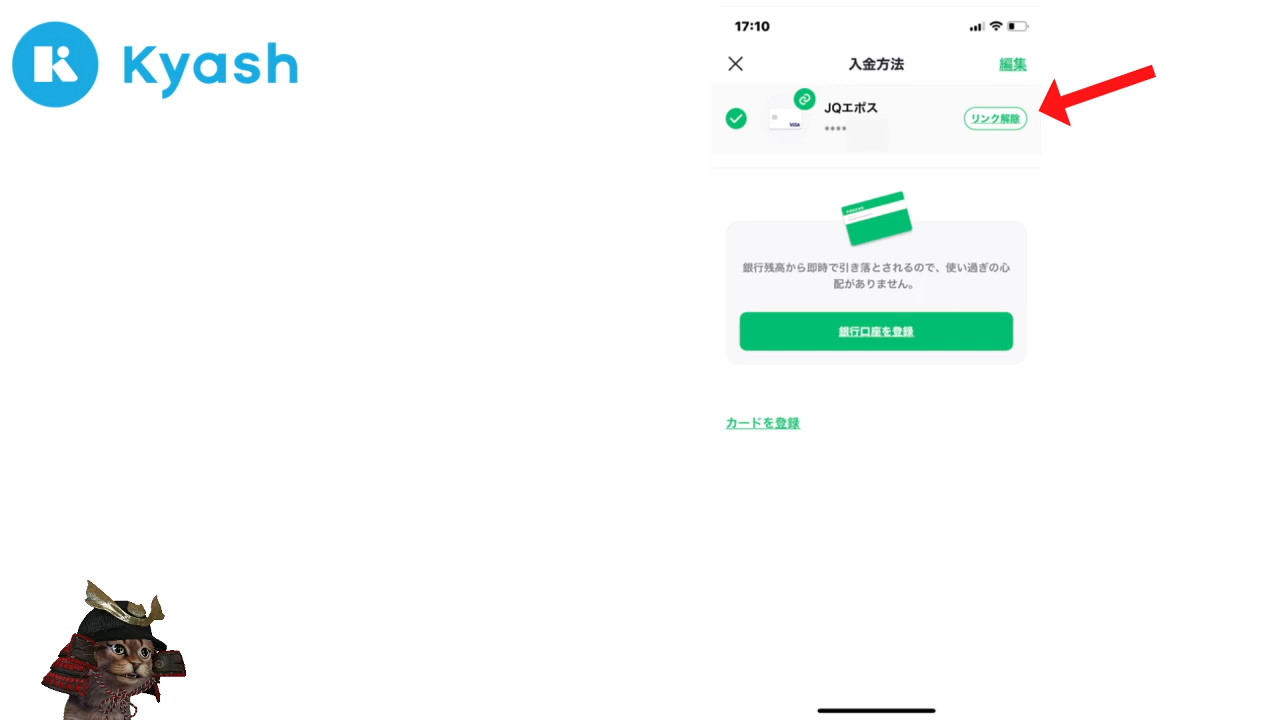 Kyash
17:10
入金方法
編集
JQエポス
••••
リンク解除
VISA
銀行残高から即時で引き落とされるので、使い過ぎの心
配がありません。
銀行口座を登録
カードを登録